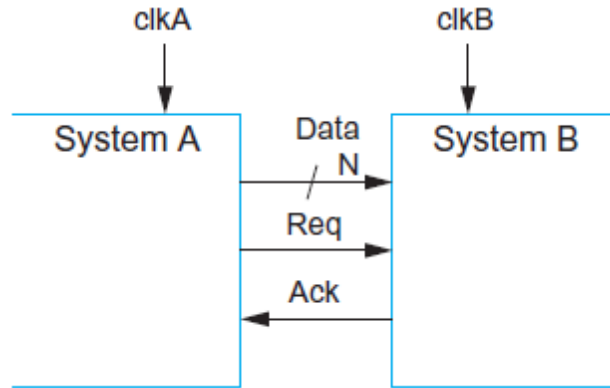 clkA
clkB
System A
Data
System B
N
Req
Ack